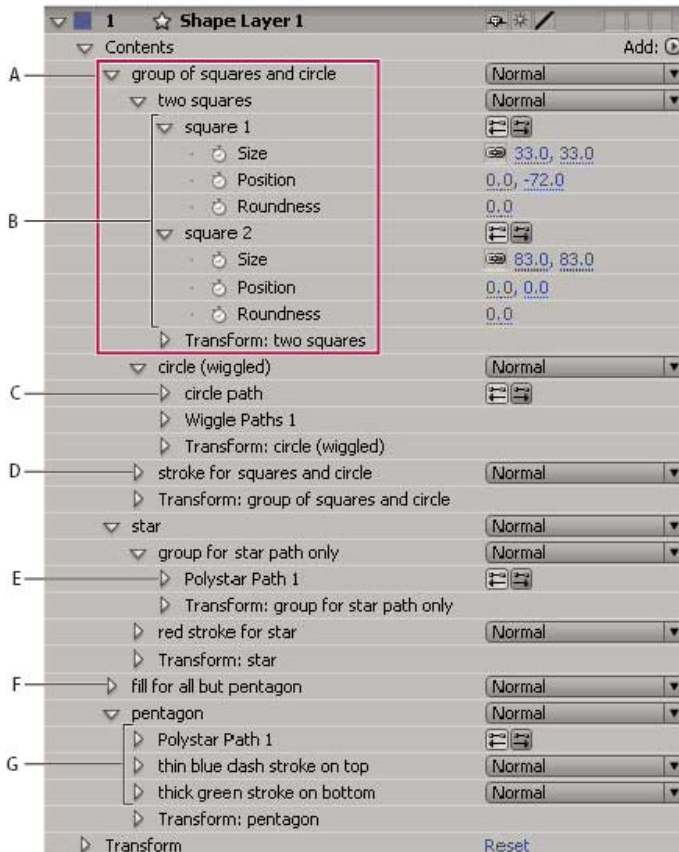 1 Shape Layer 1
Contents Add:
A group of squares and circle Normal
two squares Normal
square 1
Size 33.0, 33.0
Position 0.0, -72.0
B Roundness 0.0
square 2
Size 83.0, 83.0
Position 0.0, 0.0
Roundness 0.0
Transform: two squares
circle (wiggled) Normal
C circle path
Wiggle Paths 1
Transform: circle (wiggled)
D stroke for squares and circle Normal
Transform: group of squares and circle
star Normal
group for star path only Normal
E Polystar Path 1
Transform: group for star path only
red stroke for star Normal
Transform: star
F fill for all but pentagon Normal
pentagon Normal
Polystar Path 1
G thin blue dash stroke on top Normal
thick green stroke on bottom Normal
Transform: pentagon
Transform Reset